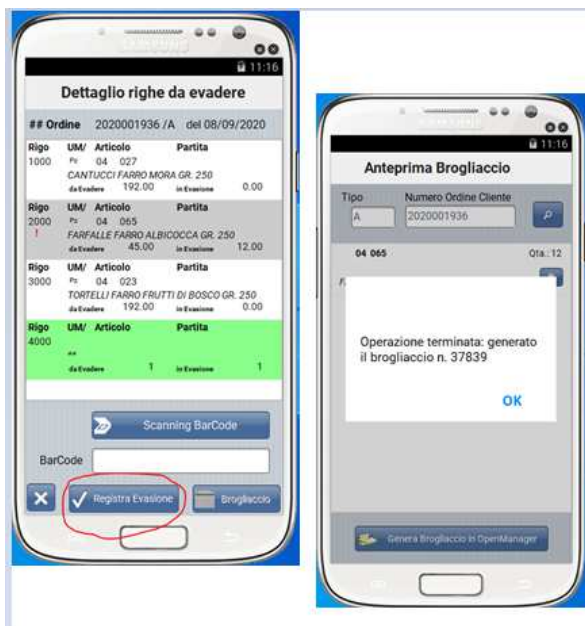 SAMSUNG
11:16
Dettaglio righe da evadere
## Ordine 2020001936 /A del 08/09/2020
Rigo UM/ Articolo Partita
1000 Pz 04 027
CANTUCCI FARRO MORA GR. 250
da Evadere 192.00 in Evasione 0.00
Rigo UM/ Articolo Partita
2000 Pz 04 065
! FARFALLE FARRO ALBICOCCA GR. 250
da Evadere 45.00 in Evasione 12.00
Rigo UM/ Articolo Partita
3000 Pz 04 023
TORTELLI FARRO FRUTTI DI BOSCO GR. 250
da Evadere 192.00 in Evasione 0.00
Rigo UM/ Articolo Partita
4000
##
da Evadere 1 in Evasione 1
Scanning BarCode
BarCode
Registra Evasione
Brogliaccio
11:16
Anteprima Brogliaccio
Tipo Numero Ordine Cliente
A 2020001936
04 065 Qta.: 12
Operazione terminata: generato
il brogliaccio n. 37839
OK
Genera Brogliaccio in OpenManager